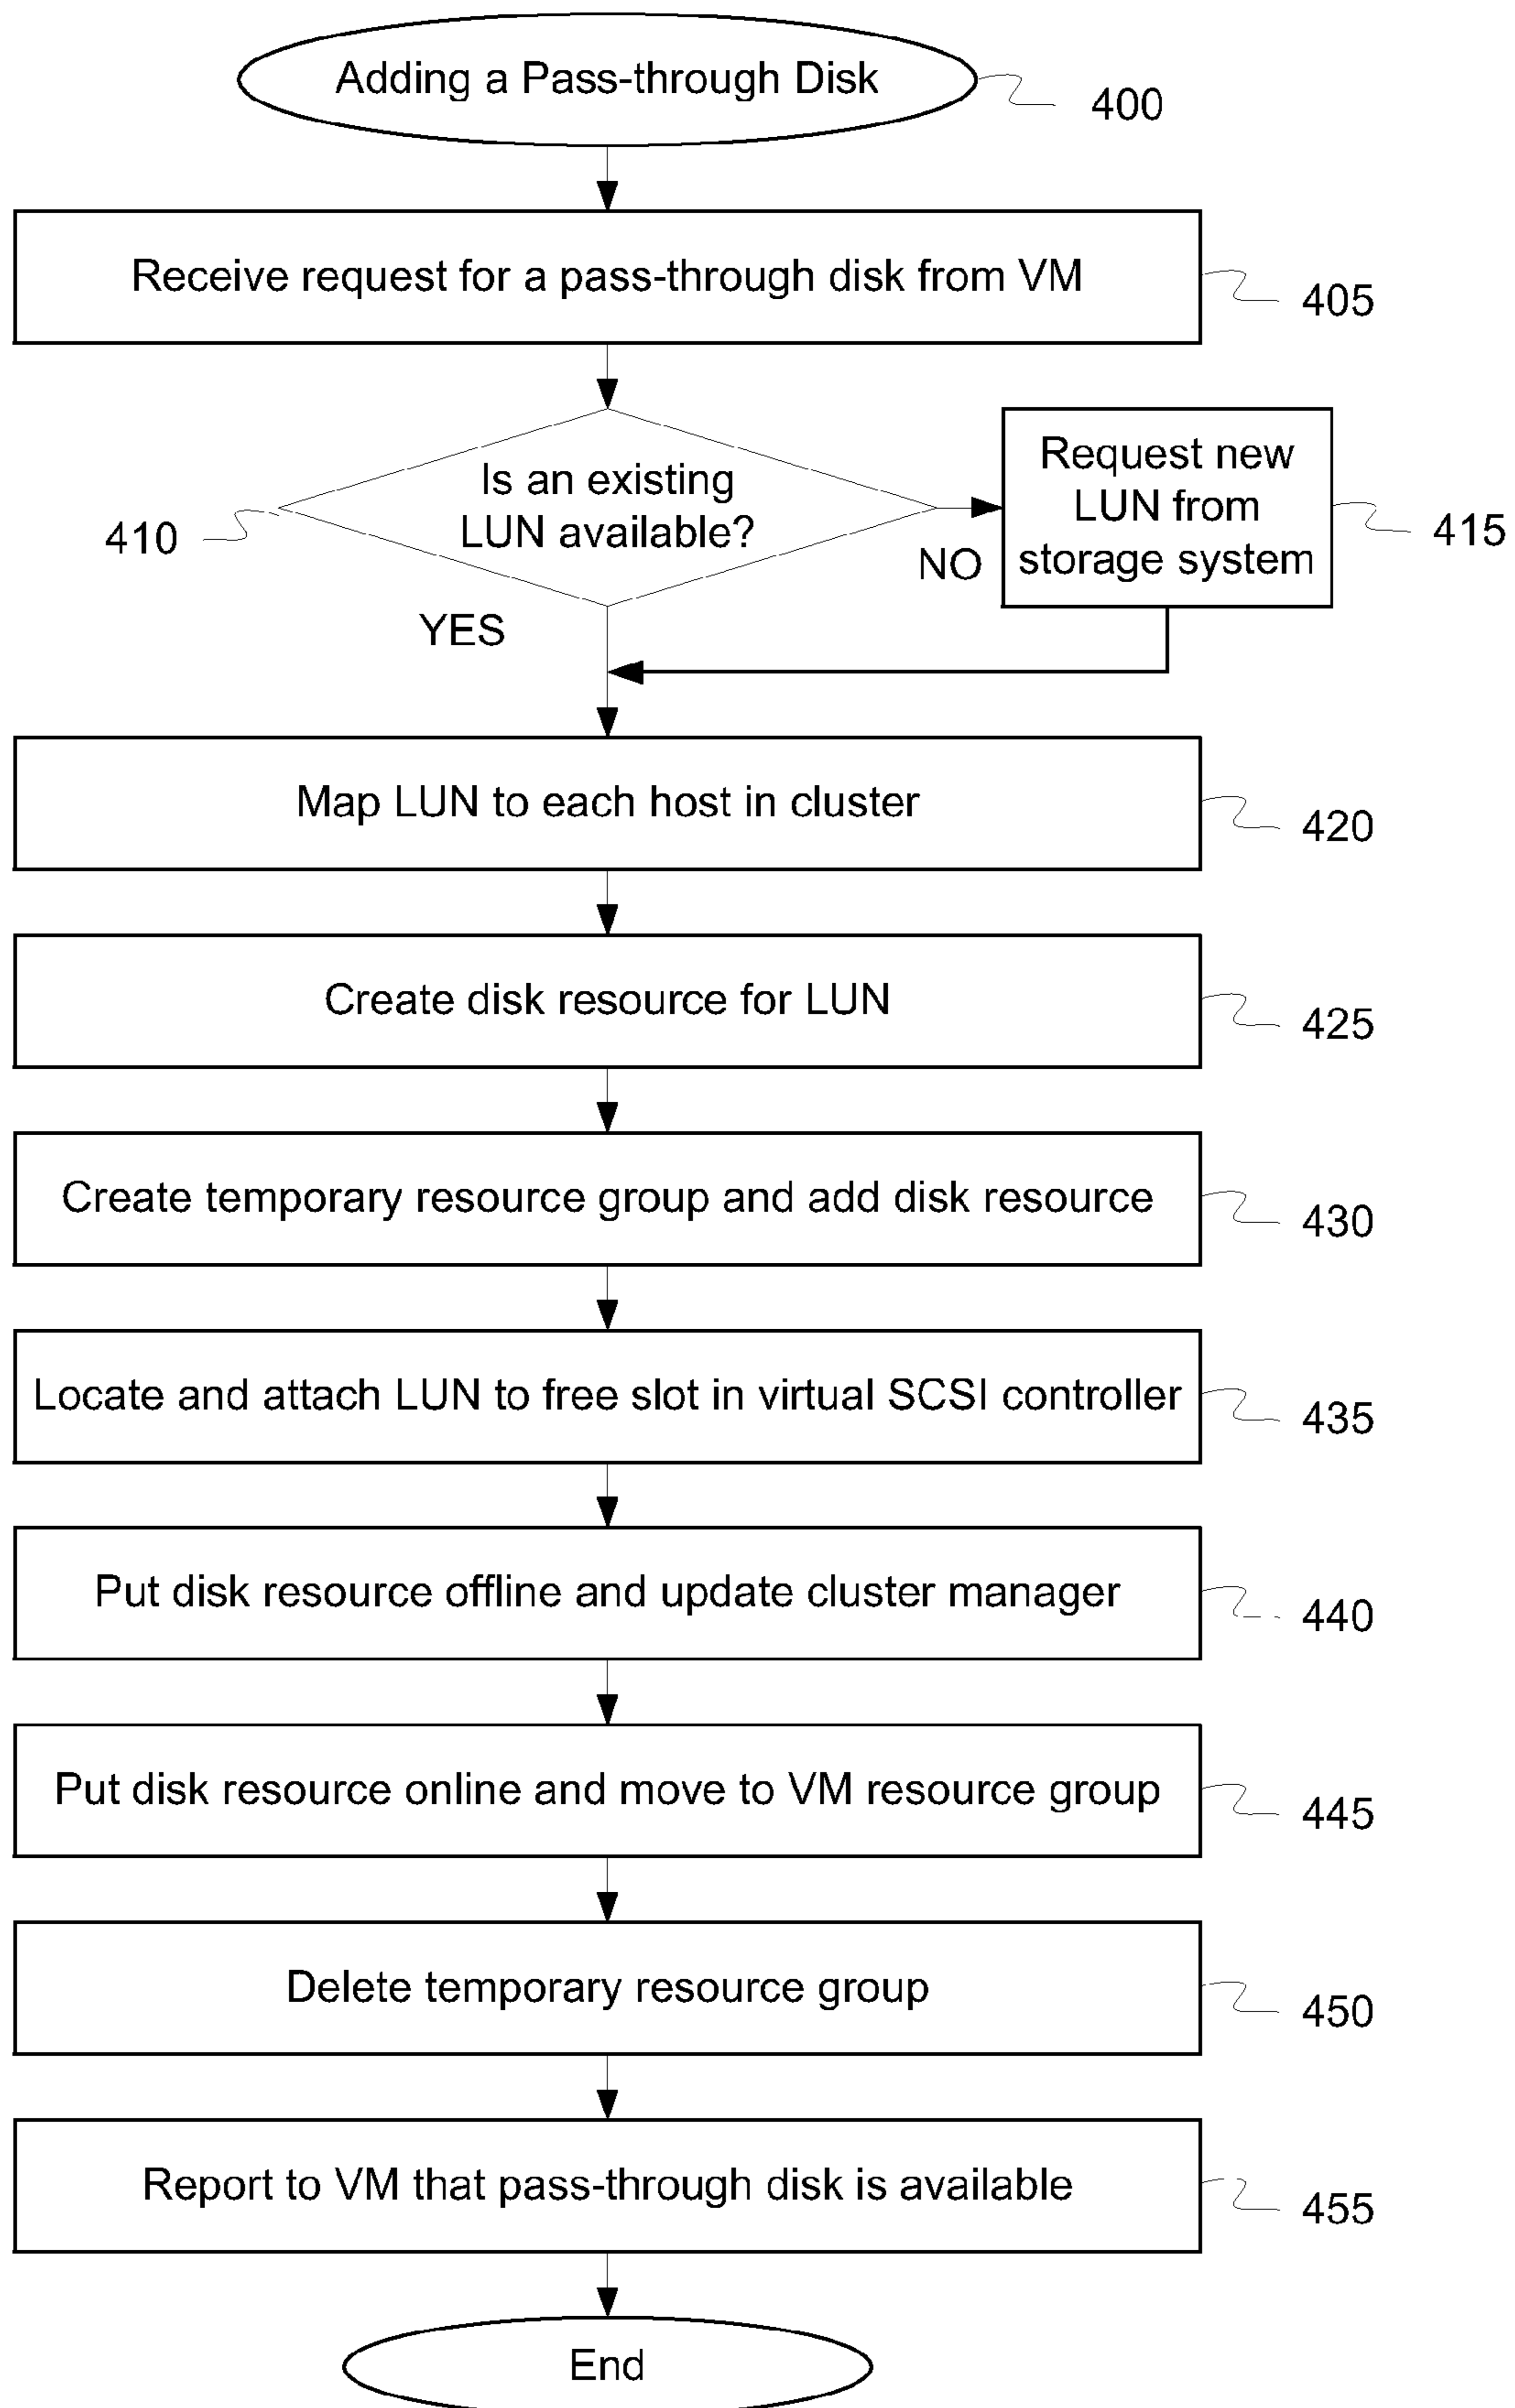 Adding a Pass-through Disk
400
Receive request for a pass-through disk from VM
405
Is an existing
LUN available?
410
NO
YES
Request new
LUN from
storage system
415
Map LUN to each host in cluster
420
Create disk resource for LUN
425
Create temporary resource group and add disk resource
430
Locate and attach LUN to free slot in virtual SCSI controller
435
Put disk resource offline and update cluster manager
440
Put disk resource online and move to VM resource group
445
Delete temporary resource group
450
Report to VM that pass-through disk is available
455
End